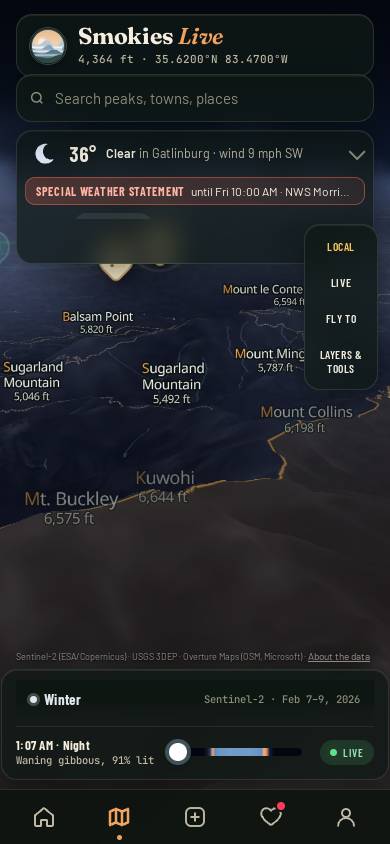 Smokies Live
4,364 ft · 35.6200°N 83.4700°W
Search peaks, towns, places
36° Clear in Gatlinburg · wind 9 mph SW
SPECIAL WEATHER STATEMENT until Fri 10:00 AM · NWS Morri…
LOCAL
LIVE
FLY TO
LAYERS &
TOOLS
Mount le Conte
6,594 ft
Balsam Point
5,820 ft
Mount Ming
5,787 ft
Sugarland
Mountain
5,046 ft
Sugarland
Mountain
5,492 ft
Mount Collins
6,198 ft
Kuwohi
6,644 ft
Mt. Buckley
6,575 ft
Sentinel-2 (ESA/Copernicus) · USGS 3DEP · Overture Maps (OSM, Microsoft) · About the data
Winter
Sentinel-2 · Feb 7–9, 2026
1:07 AM · Night
Waning gibbous, 91% lit
LIVE